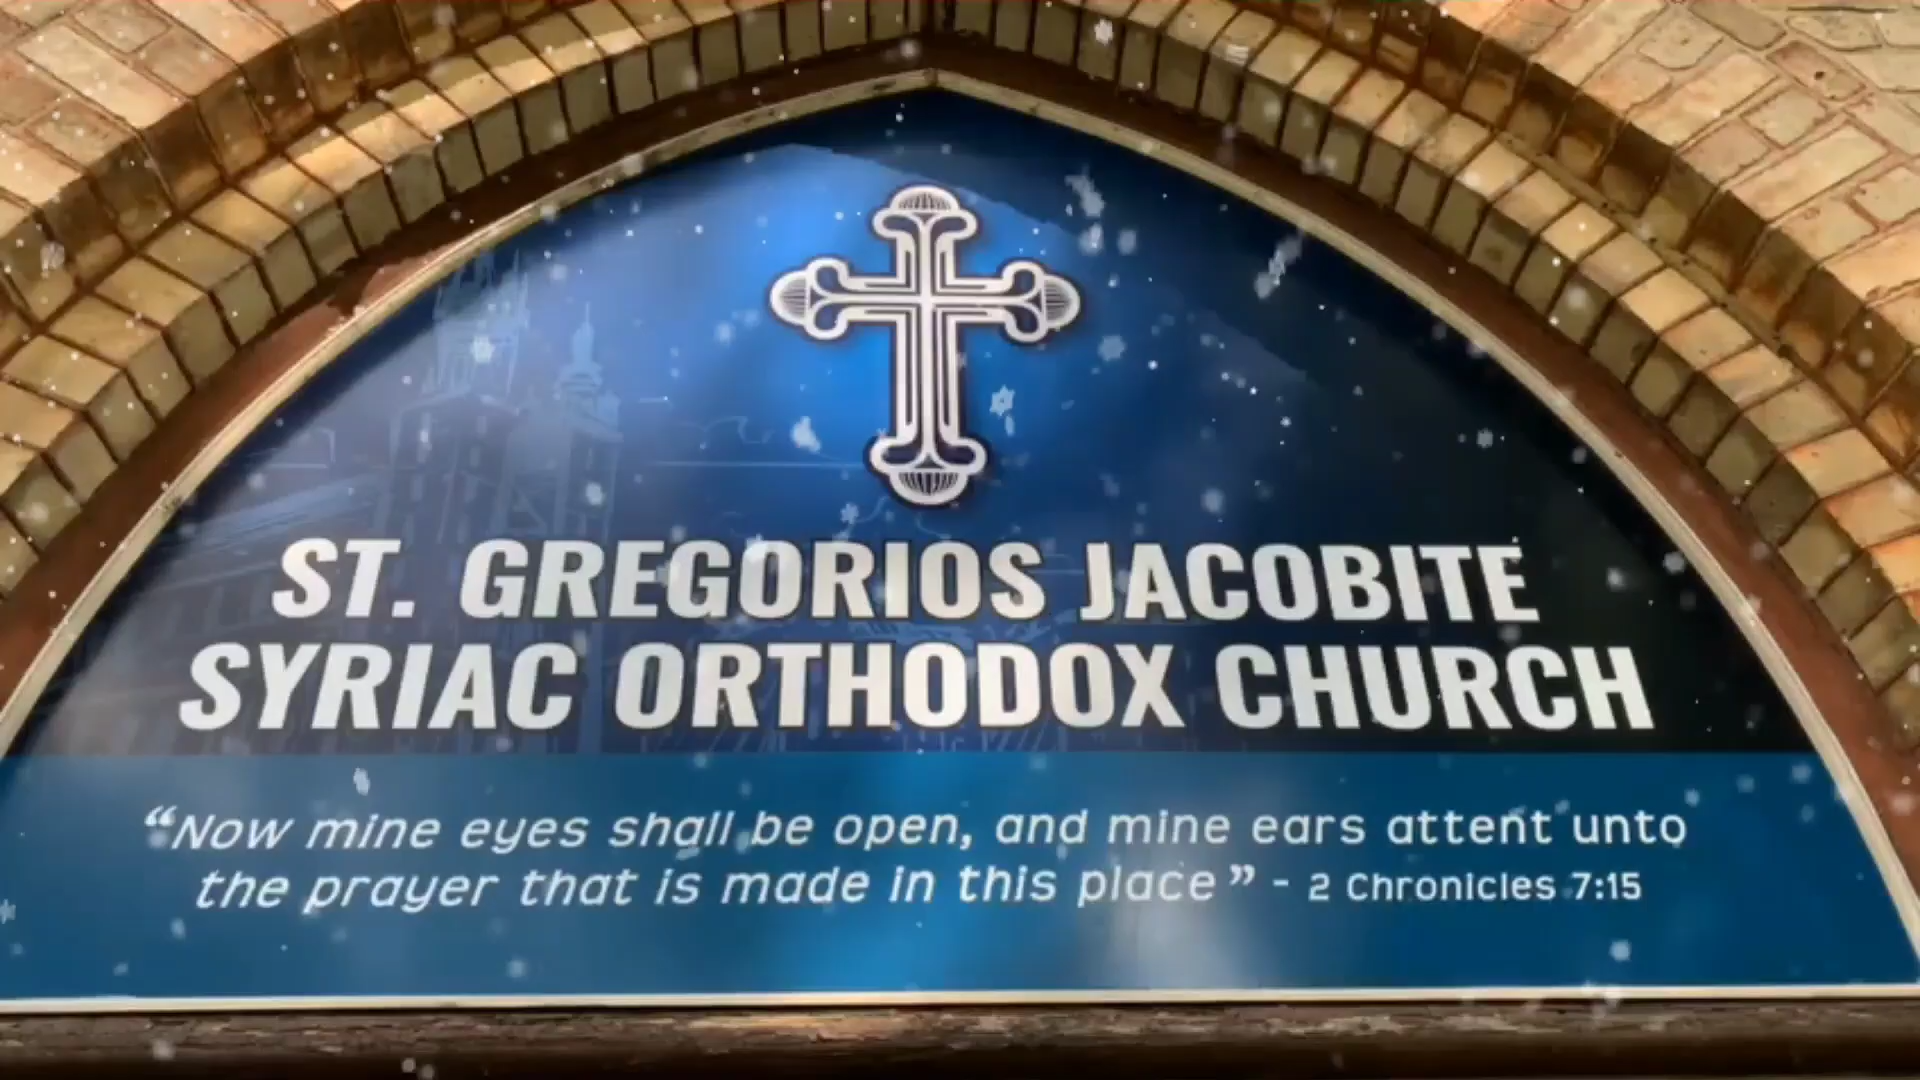 ST. GREGORIOS JACOBITE
SYRIAC ORTHODOX CHURCH
“Now mine eyes shall be open, and mine ears attent unto
the prayer that is made in this place” - 2 Chronicles 7:15